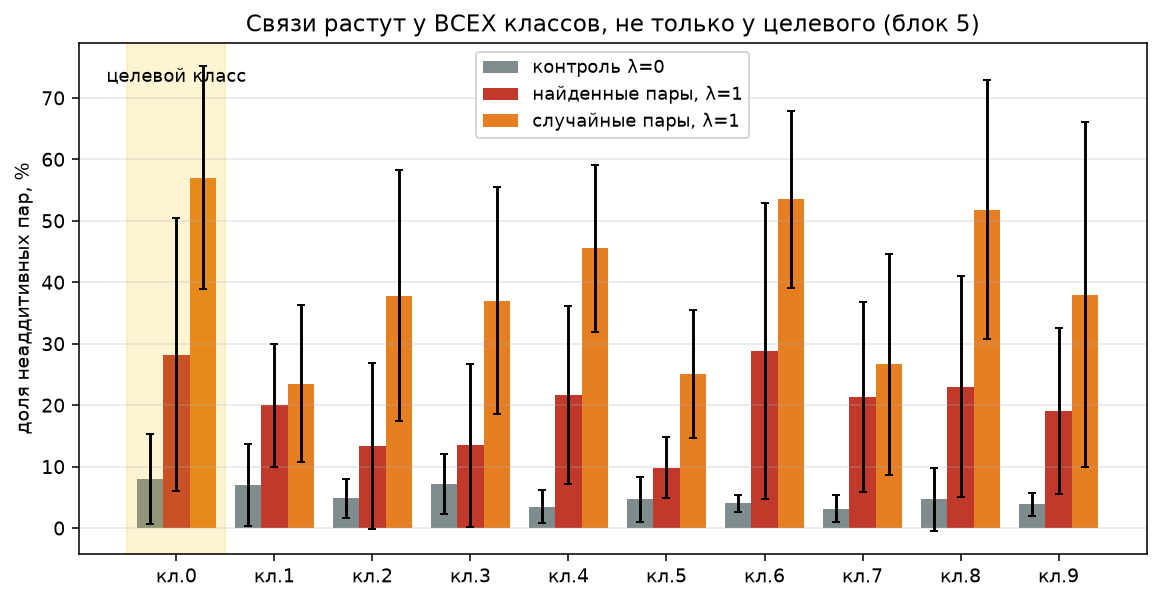 Связи растут у ВСЕХ классов, не только у целевого (блок 5)
целевой класс
контроль λ=0
найденные пары, λ=1
случайные пары, λ=1
доля неаддитивных пар, %
70
60
50
40
30
20
10
0
кл.0 кл.1 кл.2 кл.3 кл.4 кл.5 кл.6 кл.7 кл.8 кл.9